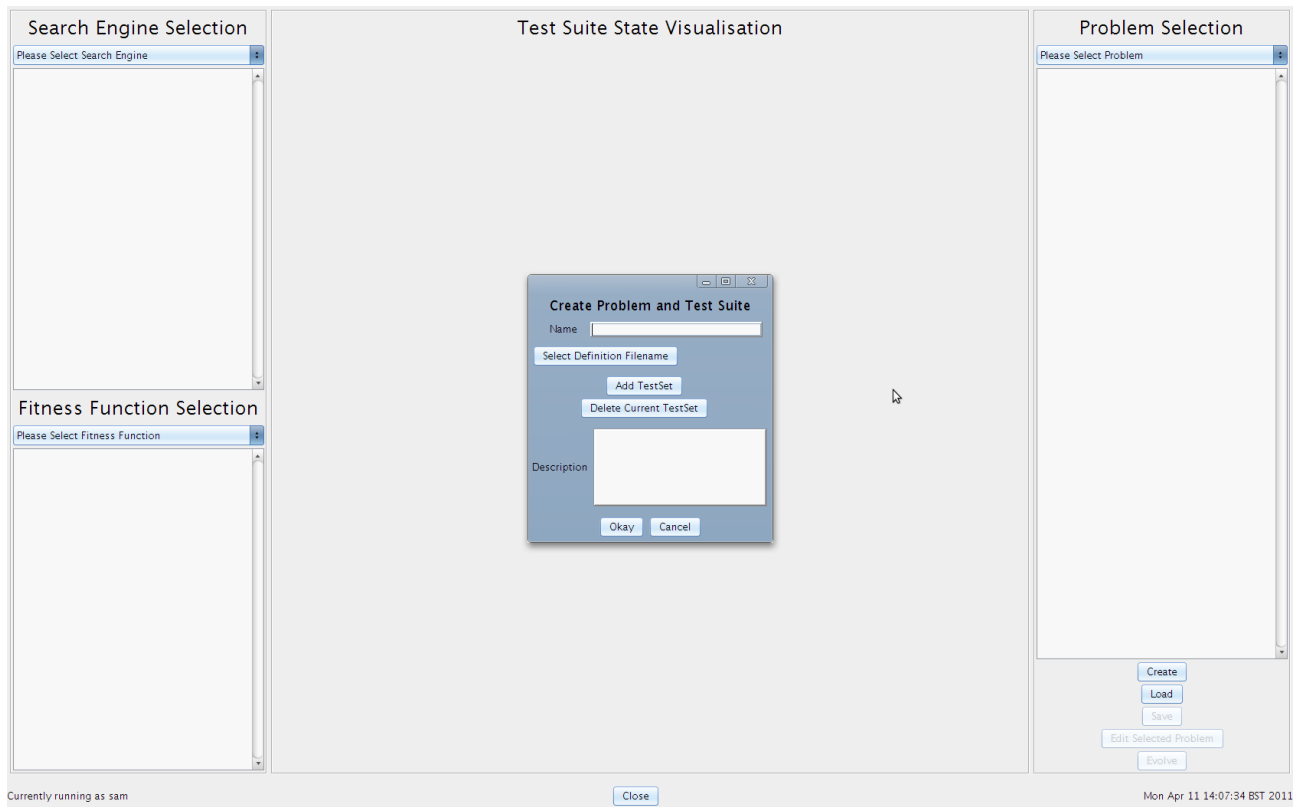 Search Engine Selection
Please Select Search Engine
Fitness Function Selection
Please Select Fitness Function
Test Suite State Visualisation
Create Problem and Test Suite
Name
Select Definition Filename
Add TestSet
Delete Current TestSet
Description
Okay Cancel
Problem Selection
Please Select Problem
Create
Load
Save
Edit Selected Problem
Evolve
Currently running as sam
Close
Mon Apr 11 14:07:34 BST 2011